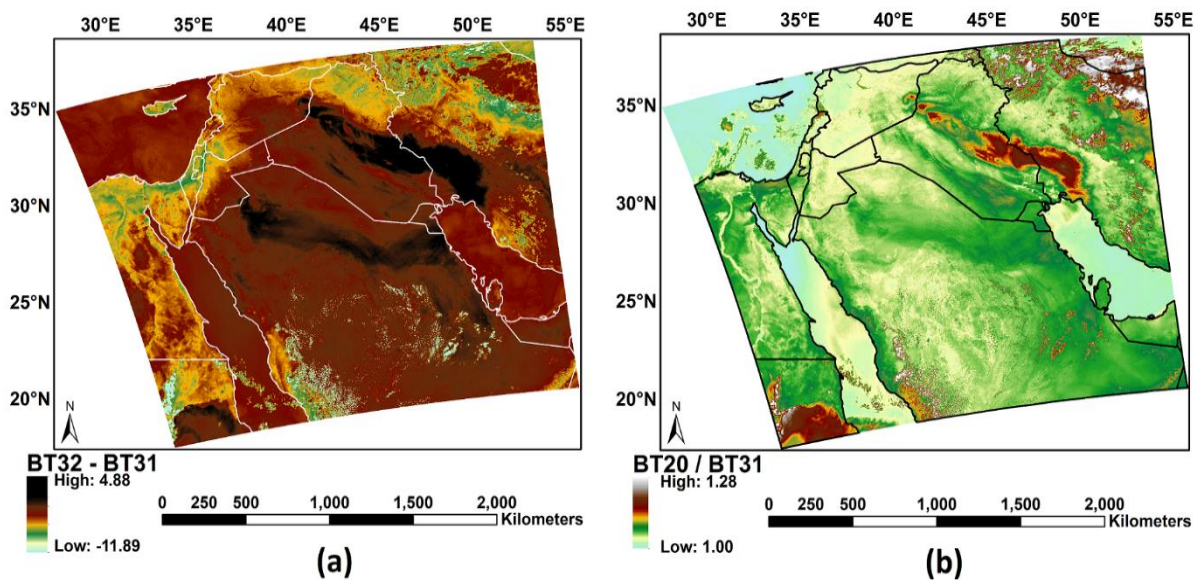 30°E 35°E 40°E 45°E 50°E 55°E
35°N
30°N
25°N
20°N
N
BT32 - BT31
High: 4.88
Low: -11.89
0 250 500 1,000 1,500 2,000
Kilometers
(a)
30°E 35°E 40°E 45°E 50°E 55°E
35°N
30°N
25°N
20°N
N
BT20 / BT31
High: 1.28
Low: 1.00
0 250 500 1,000 1,500 2,000
Kilometers
(b)